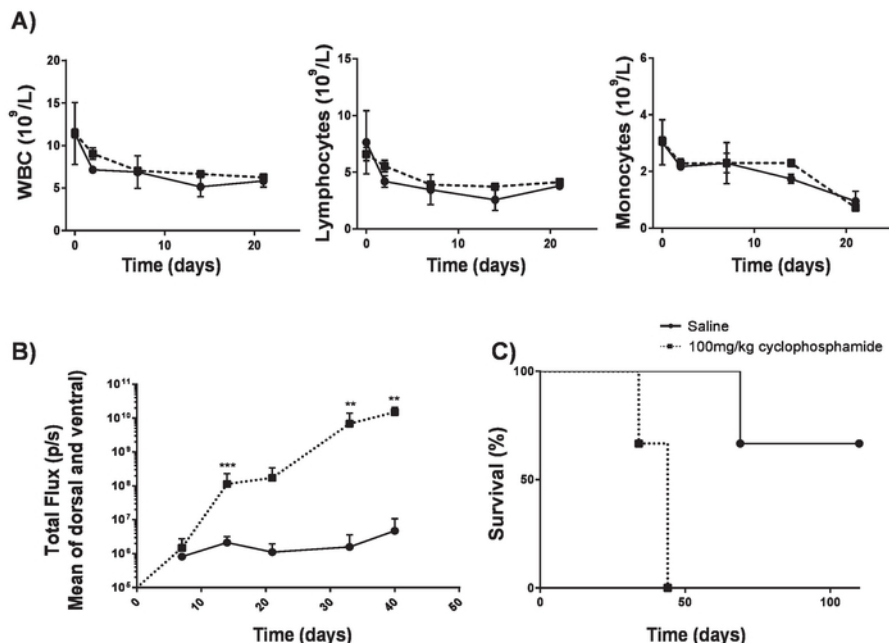 A)
WBC (10⁹/L)
20
15
10
5
0
0 10 20
Time (days)
Lymphocytes (10⁹/L)
15
10
5
0
0 10 20
Time (days)
Monocytes (10⁹/L)
6
4
2
0
0 10 20
Time (days)
Saline
100mg/kg cyclophosphamide
B)
Total Flux (p/s)
Mean of dorsal and ventral)
10¹¹
10¹⁰
10⁹
10⁸
10⁷
10⁶
10⁵
***
**
**
0 10 20 30 40 50
Time (days)
C)
Survival (%)
100
50
0
0 50 100
Time (days)